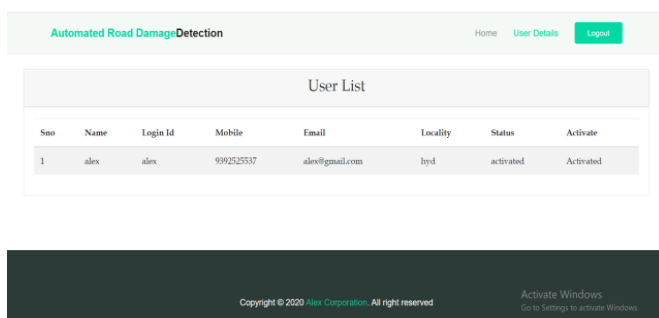 Automated Road DamageDetection
Home User Details Logout
User List
Sno Name Login Id Mobile Email Locality Status Activate
1 alex alex 9392525537 alex@gmail.com hyd activated Activated
Copyright © 2020 Alex Corporation. All right reserved
Activate Windows
Go to Settings to activate Windows.